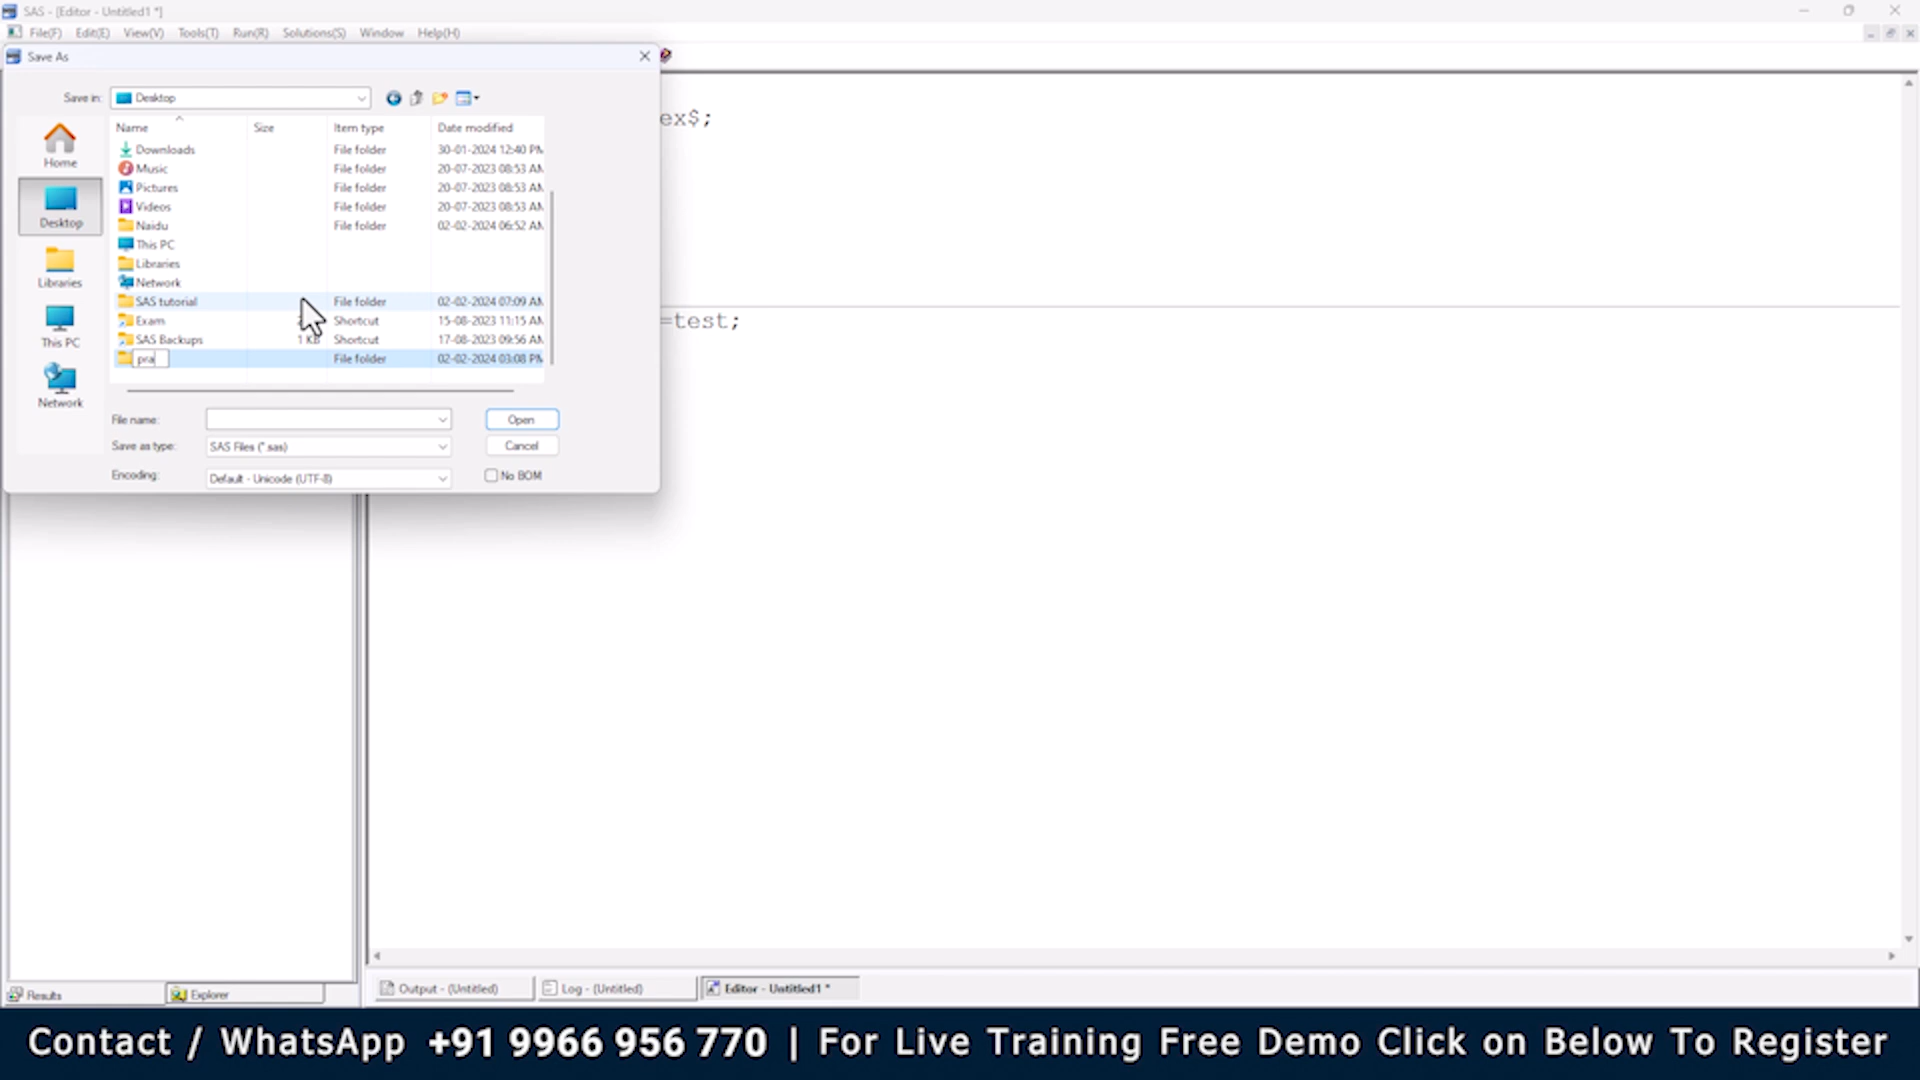 SAS - [Editor - Untitled1 *]
File(F) Edit(E) View(V) Tools(T) Run(R) Solutions(S) Window Help(H)
Save As
Save in: Desktop
Name Size Item type Date modified
Downloads File folder 30-01-2024 12:40 PM
Music File folder 20-07-2023 08:53 AM
Pictures File folder 20-07-2023 08:53 AM
Videos File folder 20-07-2023 08:53 AM
Naidu File folder 02-02-2024 06:52 AM
This PC
Libraries
Network
SAS tutorial File folder 02-02-2024 07:09 AM
Exam Shortcut 15-08-2023 11:15 AM
SAS Backups 1 KB Shortcut 17-08-2023 09:56 AM
pra File folder 02-02-2024 03:08 PM
Home
Desktop
Libraries
This PC
Network
File name: Open
Save as type: SAS Files (*.sas) Cancel
Encoding: Default - Unicode (UTF-8) No BOM
ex$;
=test;
Results Explorer
Output - (Untitled) Log - (Untitled) Editor - Untitled1 *
Contact / WhatsApp +91 9966 956 770 | For Live Training Free Demo Click on Below To Register